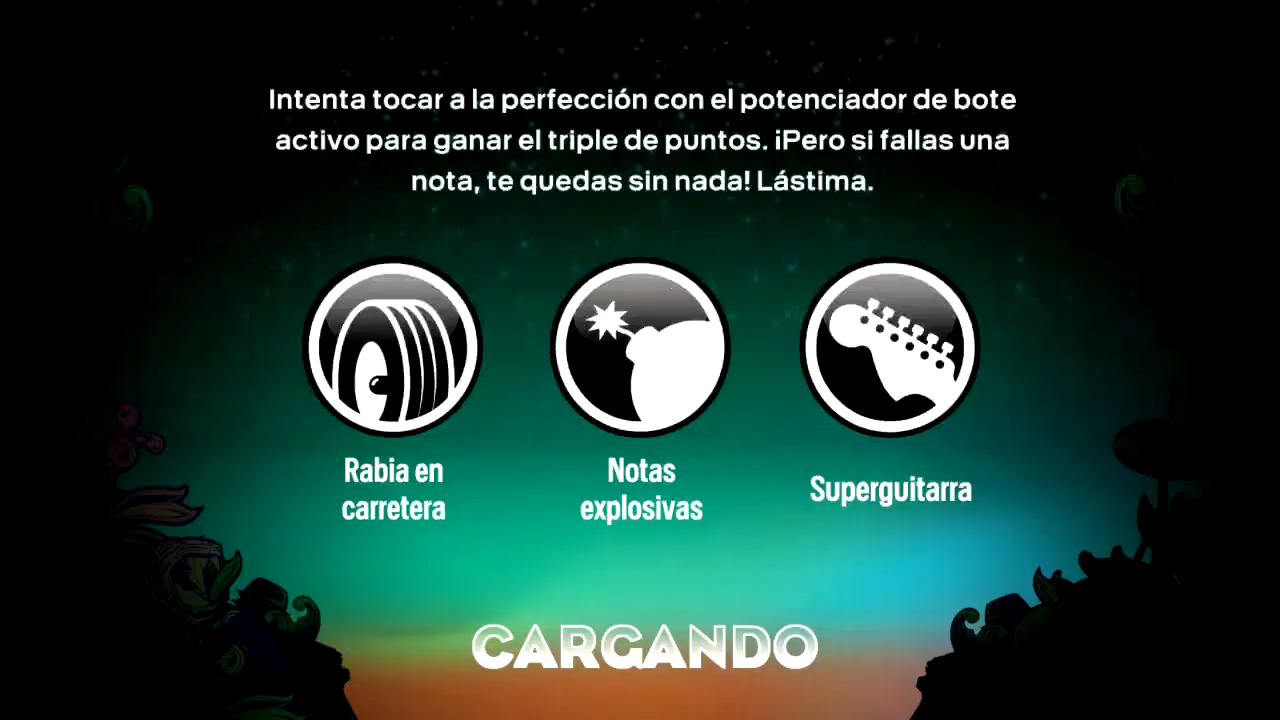 Intenta tocar a la perfección con el potenciador de bote
activo para ganar el triple de puntos. ¡Pero si fallas una
nota, te quedas sin nada! Lástima.
Rabia en
carretera
Notas
explosivas
Superguitarra
CARGANDO